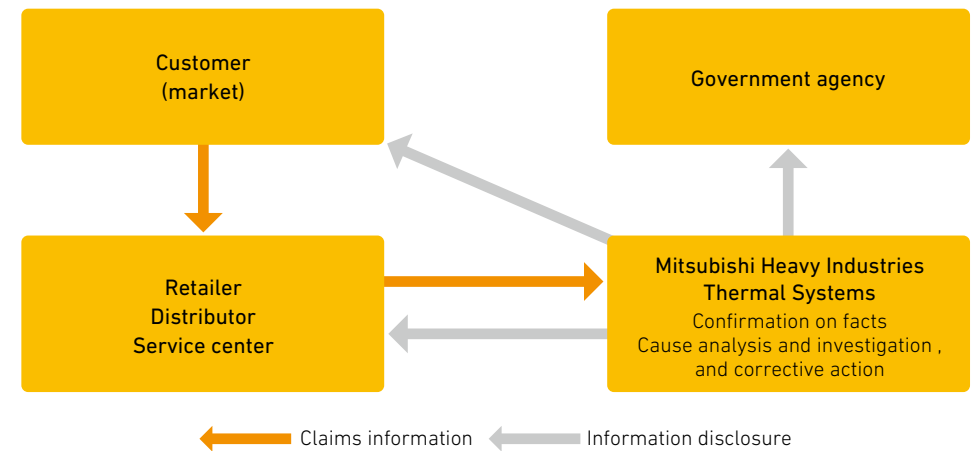 Customer
(market)
Government agency
Retailer
Distributor
Service center
Mitsubishi Heavy Industries
Thermal Systems
Confirmation on facts
Cause analysis and investigation ,
and corrective action
Claims information
Information disclosure